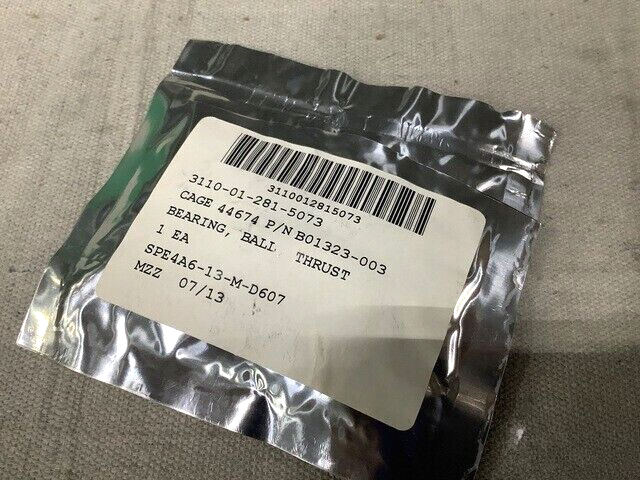 3110012815073
3110-01-281-5073
CAGE 44674 P/N B01323-003
BEARING, BALL THRUST
1 EA
SPE4A6-13-M-D607
MZZ 07/13